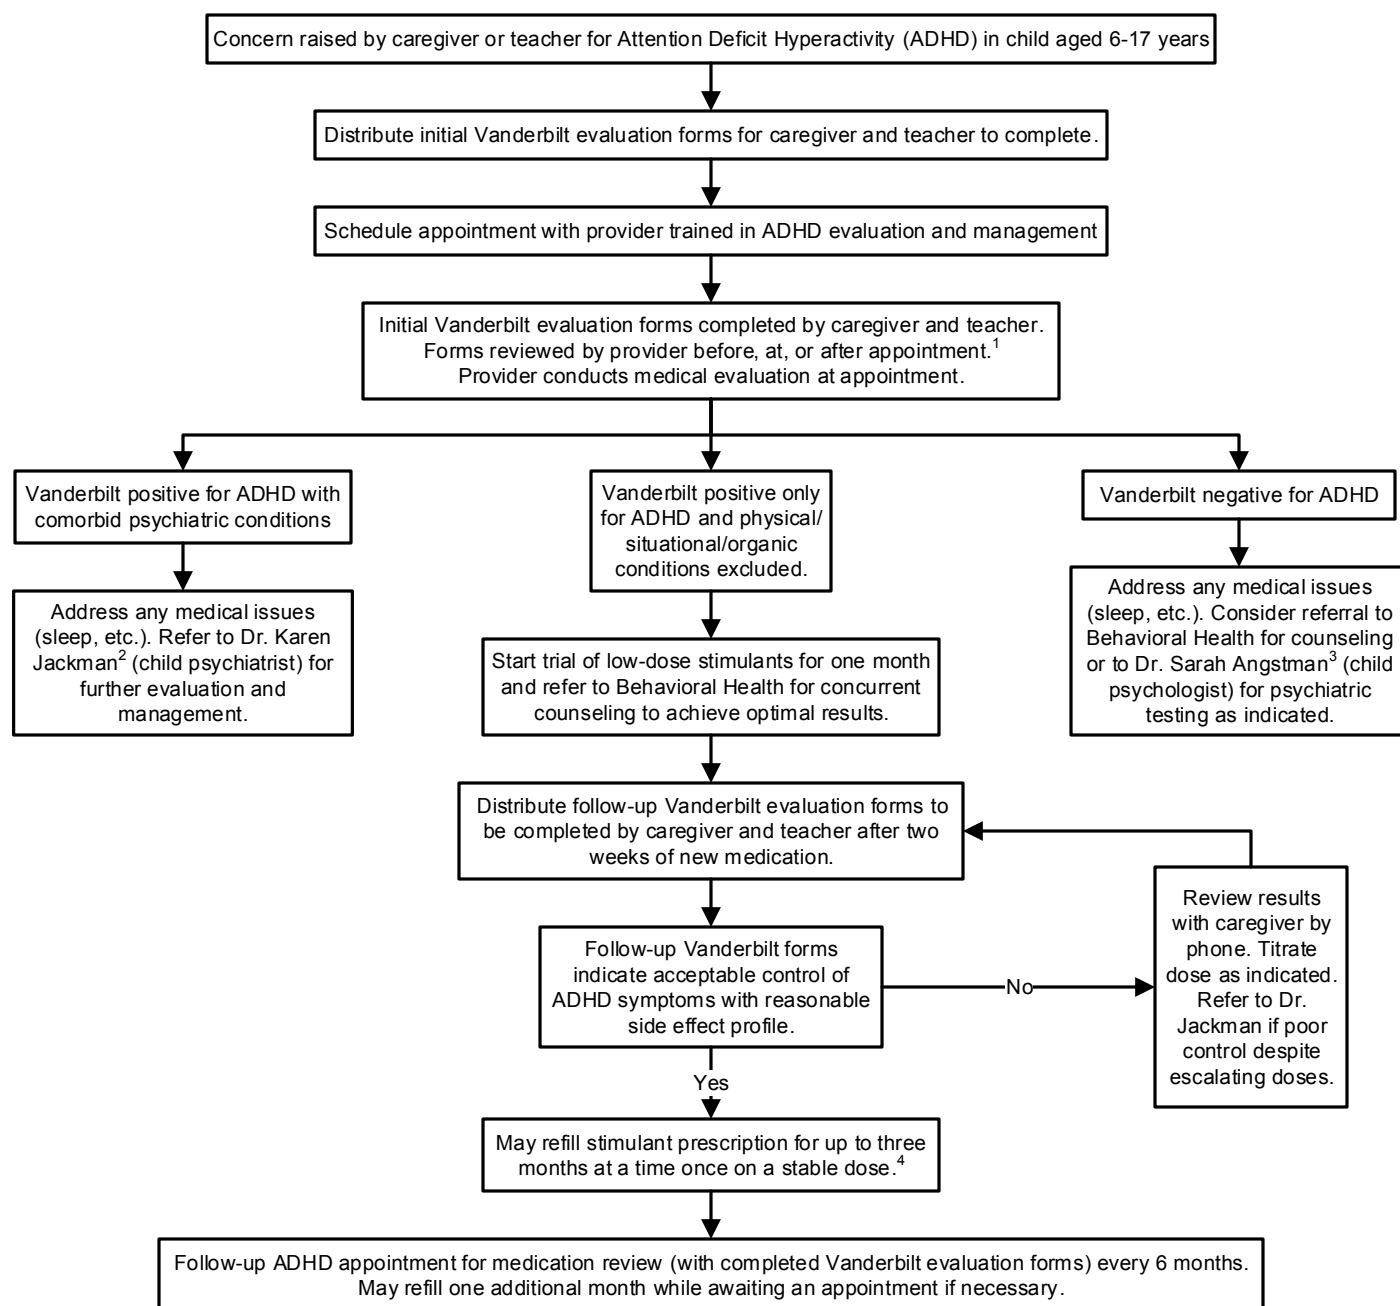 Concern raised by caregiver or teacher for Attention Deficit Hyperactivity (ADHD) in child aged 6-17 years
Distribute initial Vanderbilt evaluation forms for caregiver and teacher to complete.
Schedule appointment with provider trained in ADHD evaluation and management
Initial Vanderbilt evaluation forms completed by caregiver and teacher.
Forms reviewed by provider before, at, or after appointment.1
Provider conducts medical evaluation at appointment.
Vanderbilt positive for ADHD with
comorbid psychiatric conditions
Address any medical issues
(sleep, etc.). Refer to Dr. Karen
Jackman2 (child psychiatrist) for
further evaluation and
management.
Vanderbilt positive only
for ADHD and physical/
situational/organic
conditions excluded.
Vanderbilt negative for ADHD
Address any medical issues
(sleep, etc.). Consider referral to
Behavioral Health for counseling
or to Dr. Sarah Angstman3 (child
psychologist) for psychiatric
testing as indicated.
Start trial of low-dose stimulants for one month
and refer to Behavioral Health for concurrent
counseling to achieve optimal results.
Distribute follow-up Vanderbilt evaluation forms to
be completed by caregiver and teacher after two
weeks of new medication.
Follow-up Vanderbilt forms
indicate acceptable control of
ADHD symptoms with reasonable
side effect profile.
No
Review results
with caregiver by
phone. Titrate
dose as indicated.
Refer to Dr.
Jackman if poor
control despite
escalating doses.
Yes
May refill stimulant prescription for up to three
months at a time once on a stable dose.4
Follow-up ADHD appointment for medication review (with completed Vanderbilt evaluation forms) every 6 months.
May refill one additional month while awaiting an appointment if necessary.